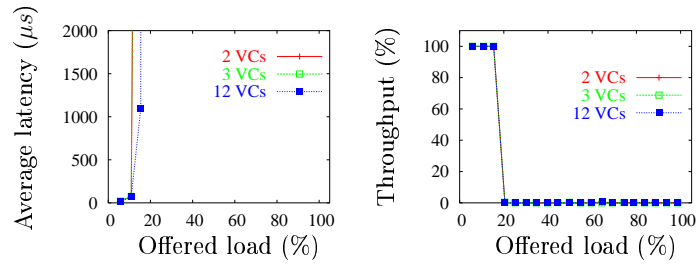 Average latency (μs)
2000
1500
1000
500
0
0 20 40 60 80 100
Offered load (%)
2 VCs
3 VCs
12 VCs
Throughput (%)
100
80
60
40
20
0
0 20 40 60 80 100
Offered load (%)
2 VCs
3 VCs
12 VCs